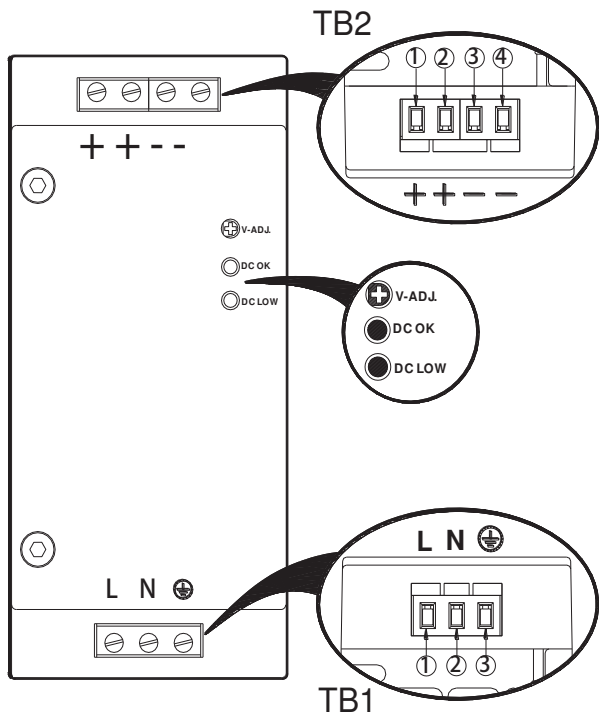 TB2
① ② ③ ④
+ + - -
+ + - -
V-ADJ.
DC OK
DC LOW
V-ADJ.
DC OK
DC LOW
L N
L N
① ② ③
TB1